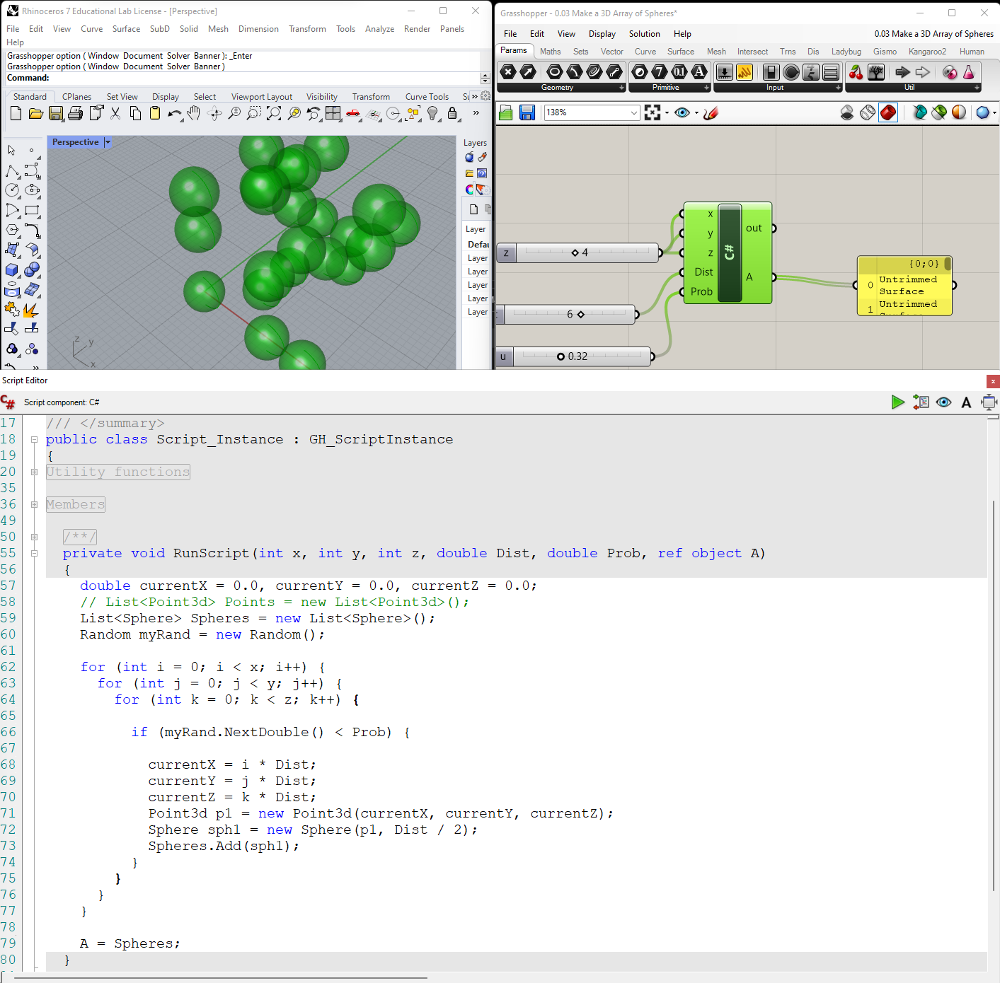 Rhinoceros 7 Educational Lab License - [Perspective]
File Edit View Curve Surface SubD Solid Mesh Dimension Transform Tools Analyze Render Panels
Help
Grasshopper option ( Window Document Solver Banner ): _Enter
Grasshopper option ( Window Document Solver Banner )
Command:
Standard CPlanes Set View Display Select Viewport Layout Visibility Transform Curve Tools »
»
Perspective
Layers
Layer
Layer
Layer
Layer
Layer
Layer
z y x
»
Grasshopper - 0.03 Make a 3D Array of Spheres*
File Edit View Display Solution Help 0.03 Make a 3D Array of Spheres
Params Maths Sets Vector Curve Surface Mesh Intersect Trns Dis Ladybug Gismo Kangaroo2 Human
Geometry Primitive Input Util
138%
x
y
z
Dist
Prob
C#
out
A
z 4
6
u 0.32
{0;0}
0 Untrimmed
Surface
1 Untrimmed
Script Editor
x
C# Script component: C#
A
17 /// </summary>
18 public class Script_Instance : GH_ScriptInstance
19 {
20 Utility functions
35
36 Members
49
50 /**/
55 private void RunScript(int x, int y, int z, double Dist, double Prob, ref object A)
56 {
57 double currentX = 0.0, currentY = 0.0, currentZ = 0.0;
58 // List<Point3d> Points = new List<Point3d>();
59 List<Sphere> Spheres = new List<Sphere>();
60 Random myRand = new Random();
61
62 for (int i = 0; i < x; i++) {
63 for (int j = 0; j < y; j++) {
64 for (int k = 0; k < z; k++) {
65
66 if (myRand.NextDouble() < Prob) {
67
68 currentX = i * Dist;
69 currentY = j * Dist;
70 currentZ = k * Dist;
71 Point3d p1 = new Point3d(currentX, currentY, currentZ);
72 Sphere sph1 = new Sphere(p1, Dist / 2);
73 Spheres.Add(sph1);
74 }
75 }
76 }
77 }
78
79 A = Spheres;
80 }